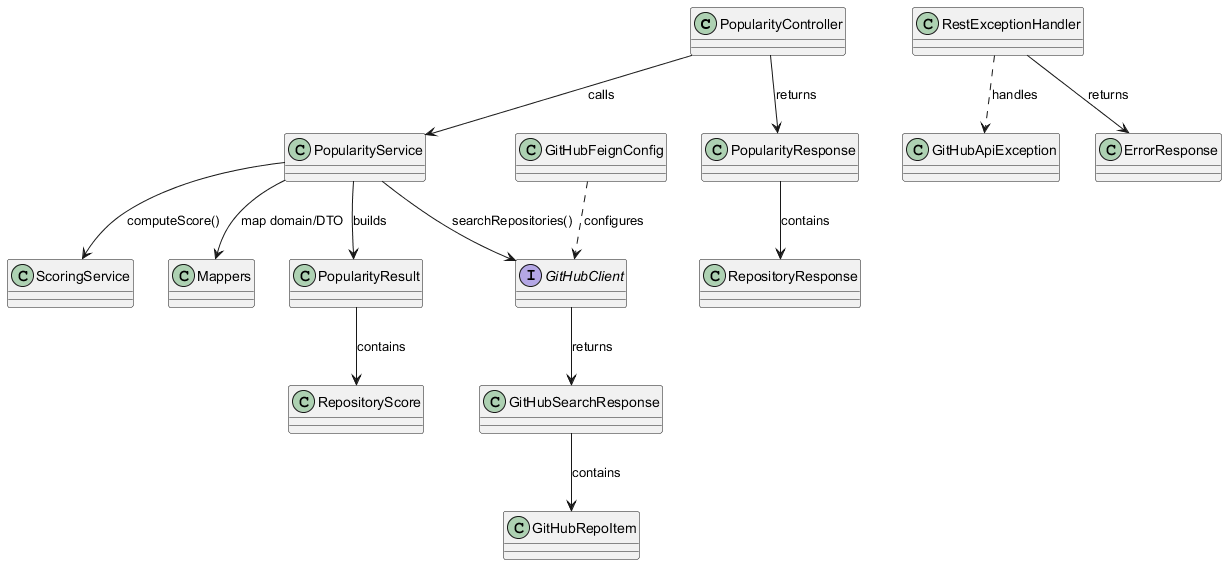 C PopularityController
C RestExceptionHandler
calls
returns
handles
returns
C PopularityService
C GitHubFeignConfig
C PopularityResponse
C GitHubApiException
C ErrorResponse
computeScore()
map domain/DTO
builds
searchRepositories()
configures
contains
C ScoringService
C Mappers
C PopularityResult
I GitHubClient
C RepositoryResponse
contains
returns
C RepositoryScore
C GitHubSearchResponse
contains
C GitHubRepoItem